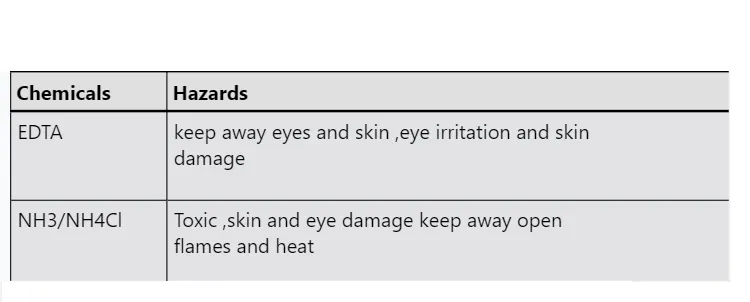 Chemicals Hazards
EDTA keep away eyes and skin ,eye irritation and skin
damage
NH3/NH4Cl Toxic ,skin and eye damage keep away open
flames and heat